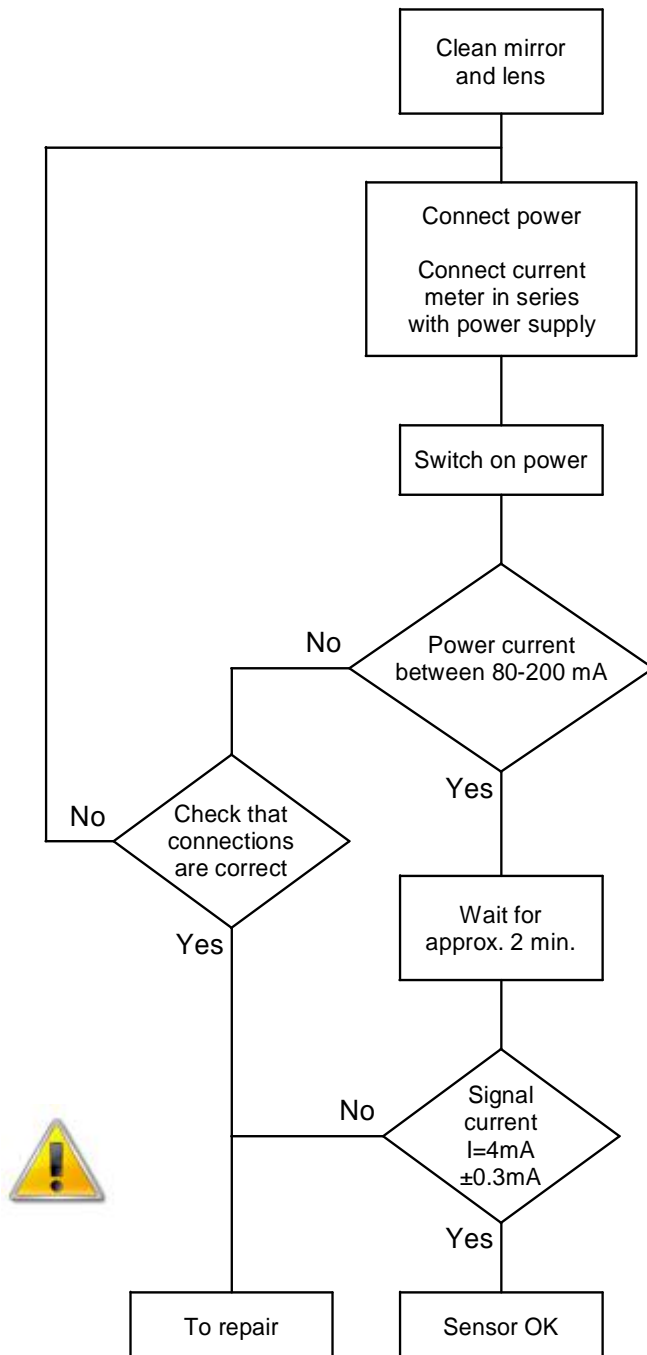 Clean mirror
and lens
Connect power
Connect current
meter in series
with power supply
Switch on power
No
Power current
between 80-200 mA
Yes
No
Check that
connections
are correct
Yes
Wait for
approx. 2 min.
No
Signal
current
I=4mA
±0.3mA
Yes
To repair
Sensor OK